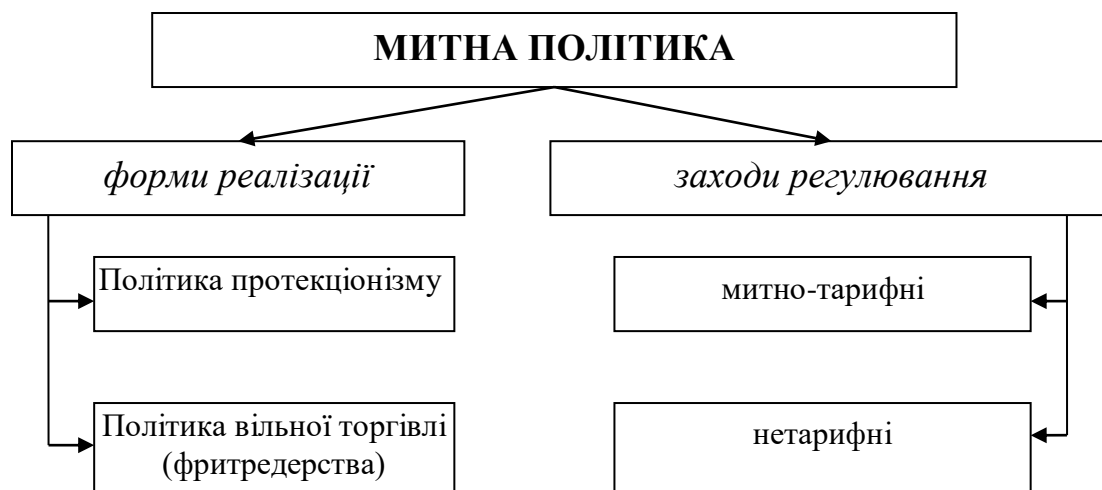 МИТНА ПОЛІТИКА
форми реалізації
заходи регулювання
Політика протекціонізму
митно-тарифні
Політика вільної торгівлі
(фритредерства)
нетарифні